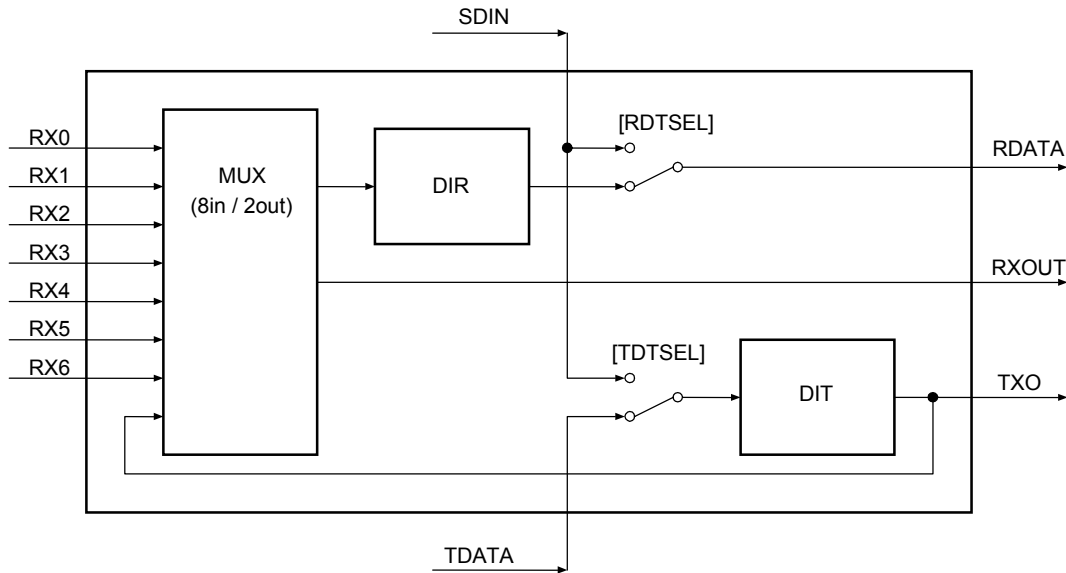 SDIN
[RDTSEL]
RX0
RDATA
RX1
MUX
(8in / 2out)
DIR
RX2
RX3
RXOUT
RX4
RX5
[TDTSEL]
RX6
DIT
TXO
TDATA